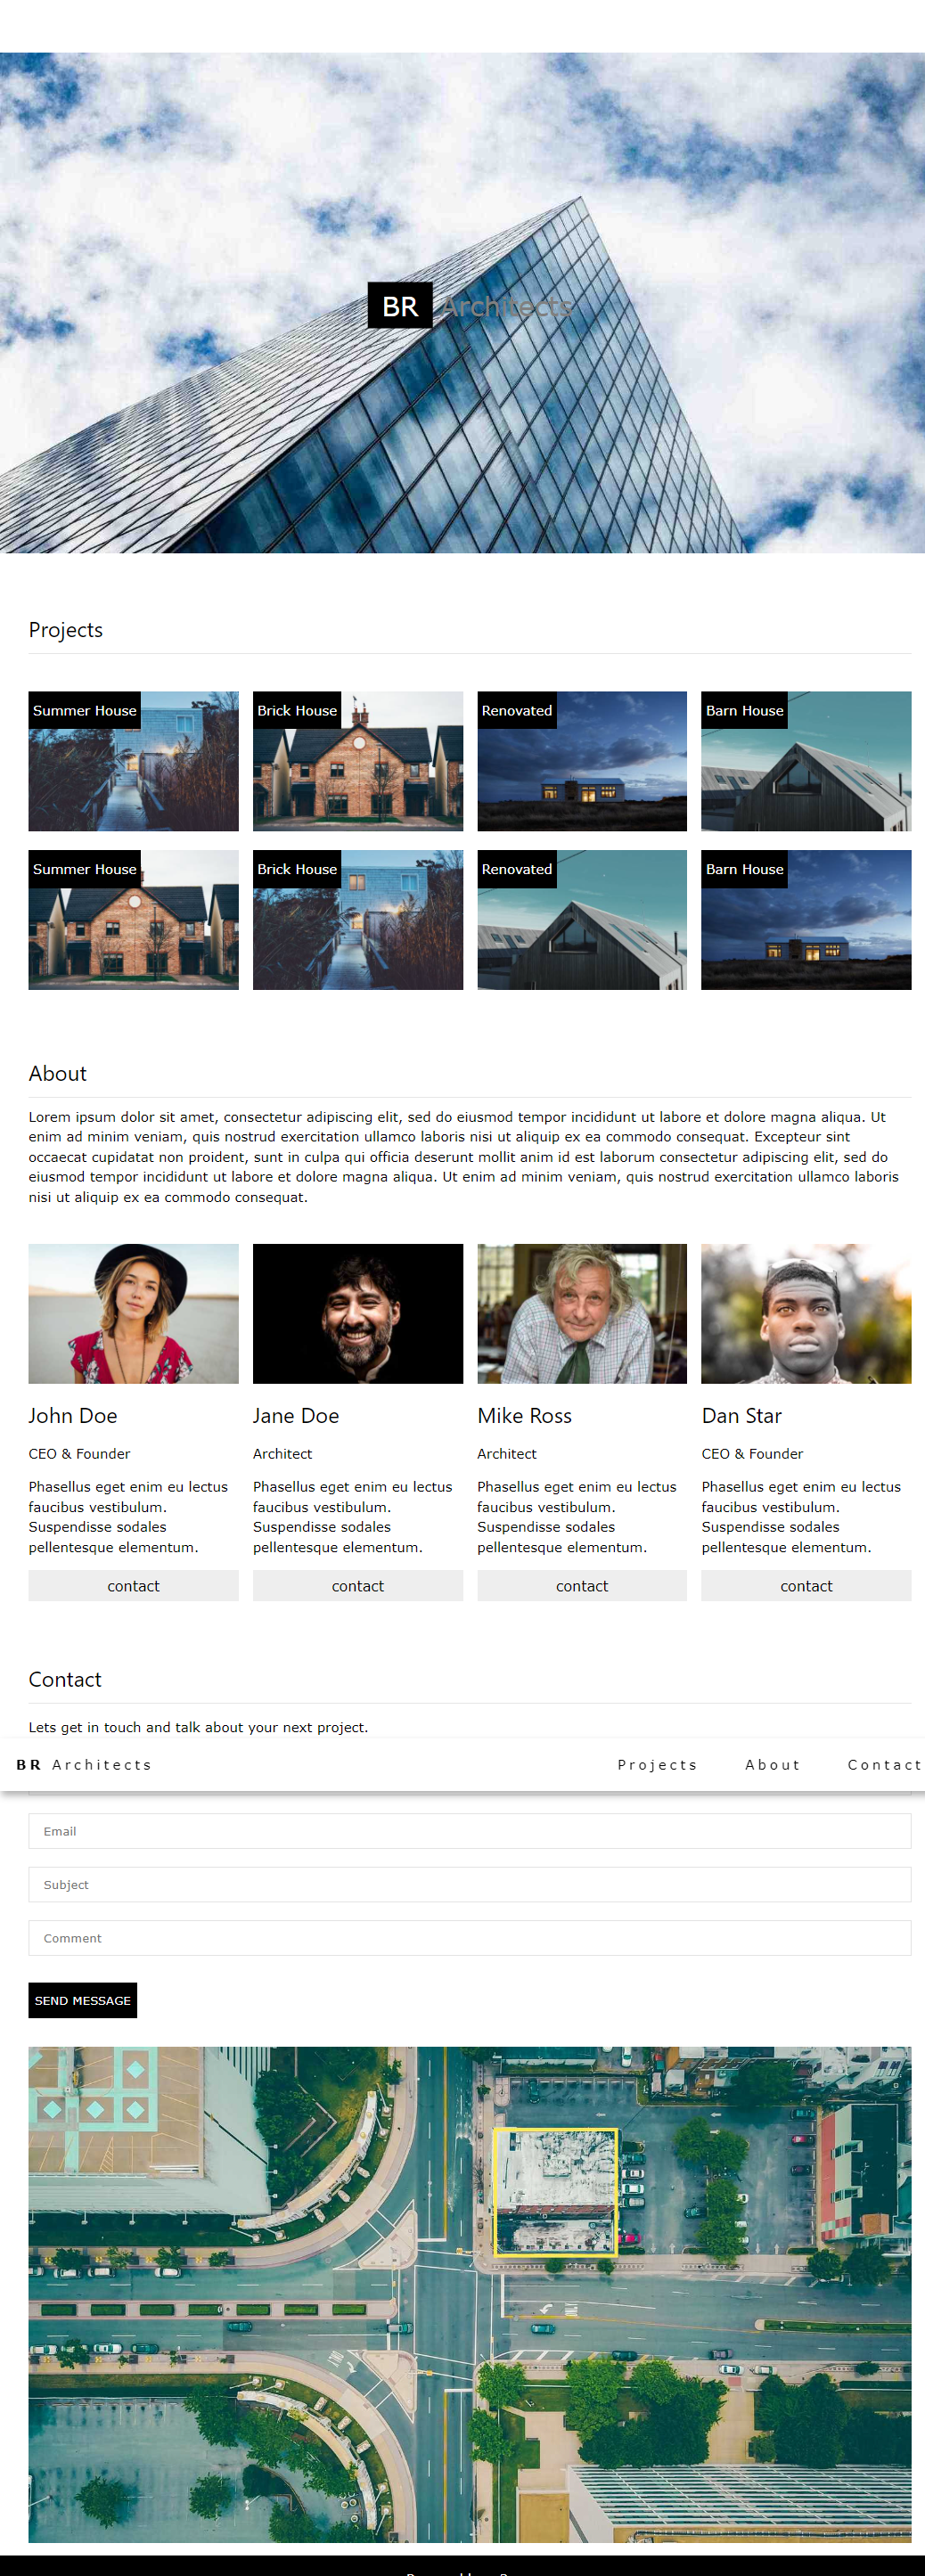 BR Architects
Projects
Summer House
Brick House
Renovated
Barn House
Summer House
Brick House
Renovated
Barn House
About
Lorem ipsum dolor sit amet, consectetur adipiscing elit, sed do eiusmod tempor incididunt ut labore et dolore magna aliqua. Ut
enim ad minim veniam, quis nostrud exercitation ullamco laboris nisi ut aliquip ex ea commodo consequat. Excepteur sint
occaecat cupidatat non proident, sunt in culpa qui officia deserunt mollit anim id est laborum consectetur adipiscing elit, sed do
eiusmod tempor incididunt ut labore et dolore magna aliqua. Ut enim ad minim veniam, quis nostrud exercitation ullamco laboris
nisi ut aliquip ex ea commodo consequat.
John Doe
CEO & Founder
Phasellus eget enim eu lectus
faucibus vestibulum.
Suspendisse sodales
pellentesque elementum.
contact
Jane Doe
Architect
Phasellus eget enim eu lectus
faucibus vestibulum.
Suspendisse sodales
pellentesque elementum.
contact
Mike Ross
Architect
Phasellus eget enim eu lectus
faucibus vestibulum.
Suspendisse sodales
pellentesque elementum.
contact
Dan Star
CEO & Founder
Phasellus eget enim eu lectus
faucibus vestibulum.
Suspendisse sodales
pellentesque elementum.
contact
Contact
Lets get in touch and talk about your next project.
BR Architects
Projects
About
Contact
Email
Subject
Comment
SEND MESSAGE